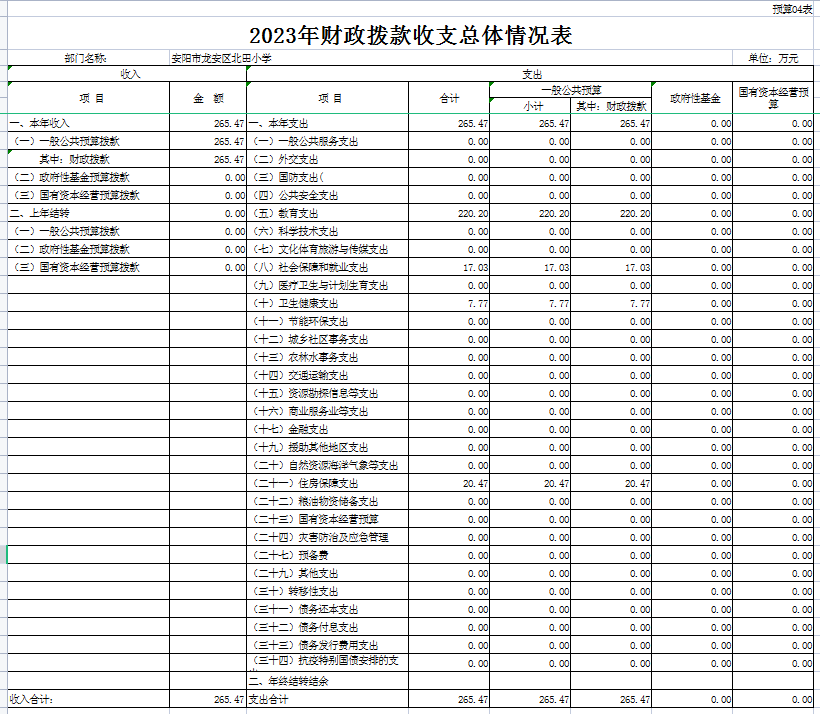 预算04表
2023年财政拨款收支总体情况表
部门名称: 安阳市龙安区北田小学 单位: 万元
收入 支出
项 目 金 额 项 目 合计 一般公共预算 政府性基金 国有资本经营预算
小计 其中: 财政拨款
一、本年收入 265.47 一、本年支出 265.47 265.47 265.47 0.00 0.00
(一) 一般公共预算拨款 265.47 (一) 一般公共服务支出 0.00 0.00 0.00 0.00 0.00
其中: 财政拨款 265.47 (二) 外交支出 0.00 0.00 0.00 0.00 0.00
(二) 政府性基金预算拨款 0.00 (三) 国防支出( 0.00 0.00 0.00 0.00 0.00
(三) 国有资本经营预算拨款 0.00 (四) 公共安全支出 0.00 0.00 0.00 0.00 0.00
二、上年结转 0.00 (五) 教育支出 220.20 220.20 220.20 0.00 0.00
(一) 一般公共预算拨款 0.00 (六) 科学技术支出 0.00 0.00 0.00 0.00 0.00
(二) 政府性基金预算拨款 0.00 (七) 文化体育旅游与传媒支出 0.00 0.00 0.00 0.00 0.00
(三) 国有资本经营预算拨款 0.00 (八) 社会保障和就业支出 17.03 17.03 17.03 0.00 0.00
(九) 医疗卫生与计划生育支出 0.00 0.00 0.00 0.00 0.00
(十) 卫生健康支出 7.77 7.77 7.77 0.00 0.00
(十一) 节能环保支出 0.00 0.00 0.00 0.00 0.00
(十二) 城乡社区事务支出 0.00 0.00 0.00 0.00 0.00
(十三) 农林水事务支出 0.00 0.00 0.00 0.00 0.00
(十四) 交通运输支出 0.00 0.00 0.00 0.00 0.00
(十五) 资源勘探信息等支出 0.00 0.00 0.00 0.00 0.00
(十六) 商业服务业等支出 0.00 0.00 0.00 0.00 0.00
(十七) 金融支出 0.00 0.00 0.00 0.00 0.00
(十九) 援助其他地区支出 0.00 0.00 0.00 0.00 0.00
(二十) 自然资源海洋气象等支出 0.00 0.00 0.00 0.00 0.00
(二十一) 住房保障支出 20.47 20.47 20.47 0.00 0.00
(二十二) 粮油物资储备支出 0.00 0.00 0.00 0.00 0.00
(二十三) 国有资本经营预算 0.00 0.00 0.00 0.00 0.00
(二十四) 灾害防治及应急管理 0.00 0.00 0.00 0.00 0.00
(二十七) 预备费 0.00 0.00 0.00 0.00 0.00
(二十九) 其他支出 0.00 0.00 0.00 0.00 0.00
(三十) 转移性支出 0.00 0.00 0.00 0.00 0.00
(三十一) 债务还本支出 0.00 0.00 0.00 0.00 0.00
(三十二) 债务付息支出 0.00 0.00 0.00 0.00 0.00
(三十三) 债务发行费用支出 0.00 0.00 0.00 0.00 0.00
(三十四) 抗疫特别国债安排的支 0.00 0.00 0.00 0.00 0.00
二、年终结转结余
收入合计: 265.47 支出合计 265.47 265.47 265.47 0.00 0.00